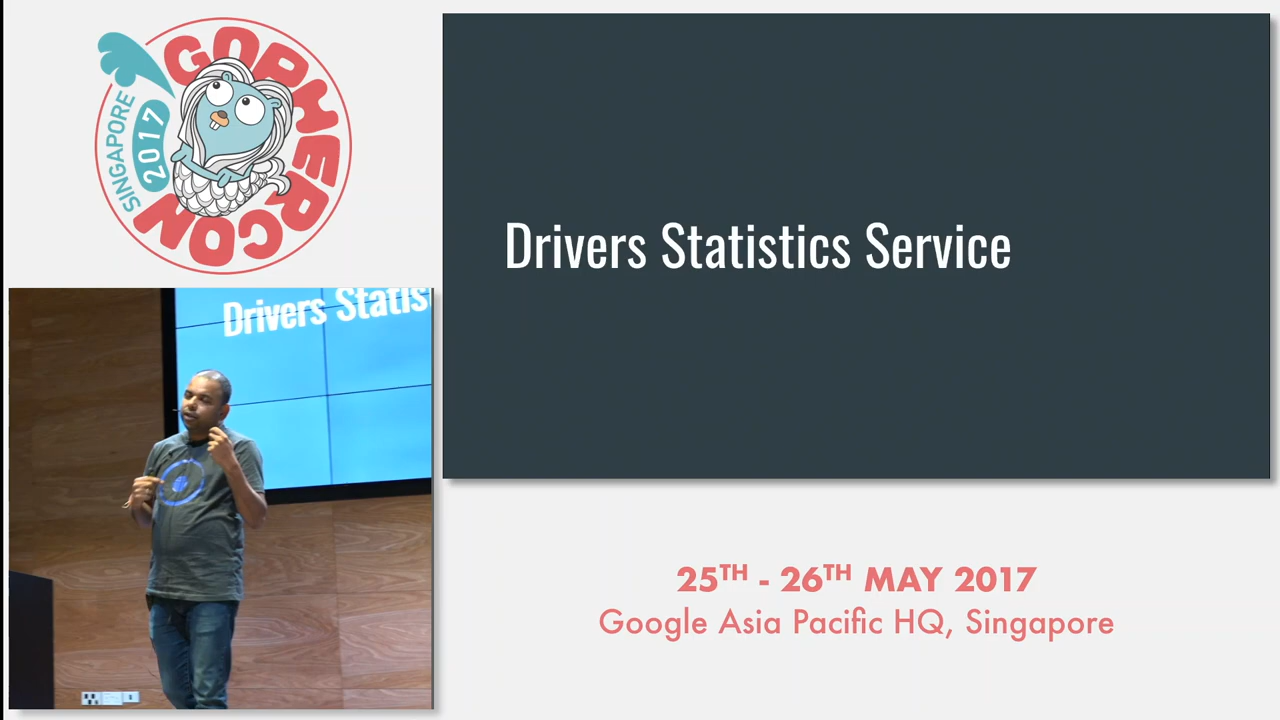 GOPHERCON
SINGAPORE
2017
Drivers Statistics Service
Drivers Statis
25TH - 26TH MAY 2017
Google Asia Pacific HQ, Singapore